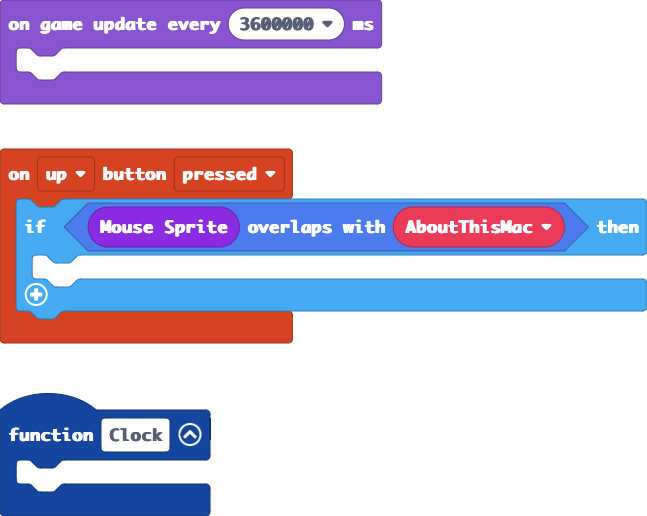 on game update every 3600000 ms
on up button pressed
if Mouse Sprite overlaps with AboutThisMac then
function Clock